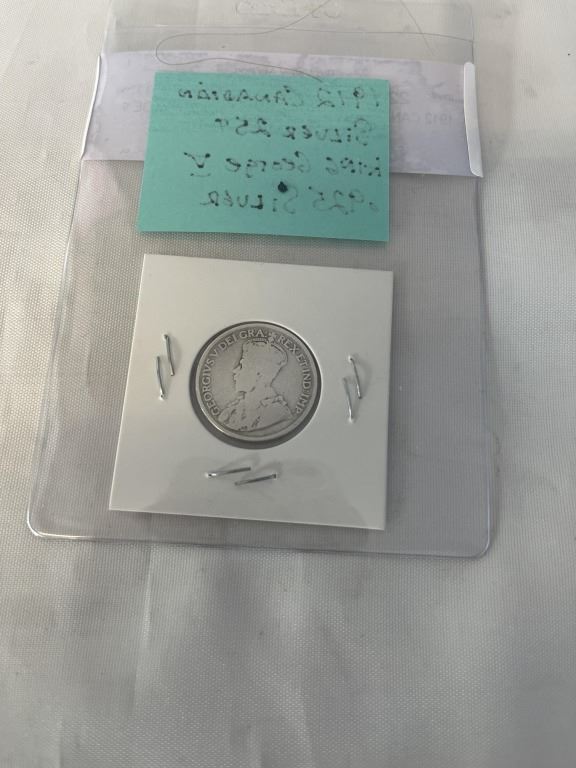 1912 CANADIAN
SILVER 25¢
KING GEORGE V
.925 SILVER
GEORGIVS V DEI GRA: REX ET IND: IMP: